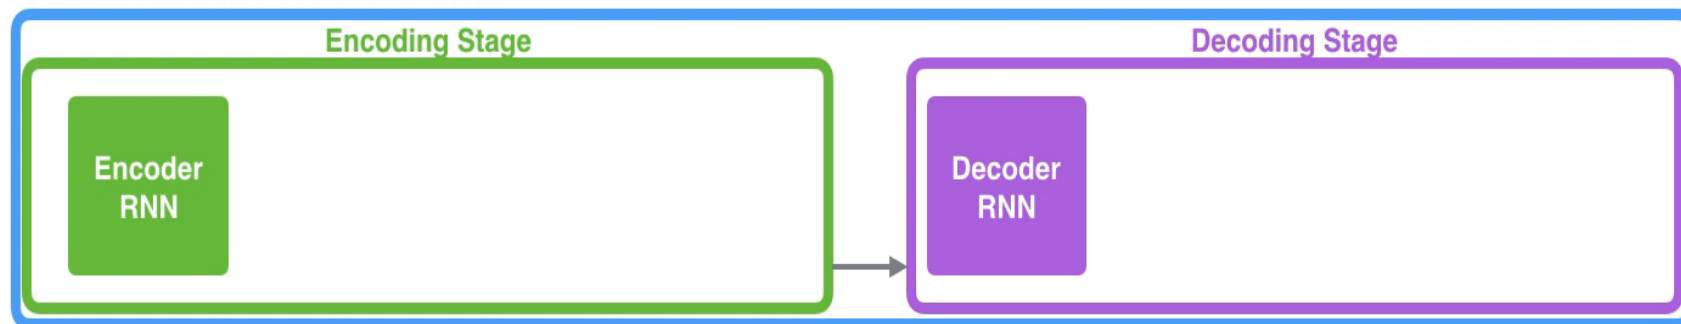 Encoding Stage
Decoding Stage
Encoder
RNN
Decoder
RNN